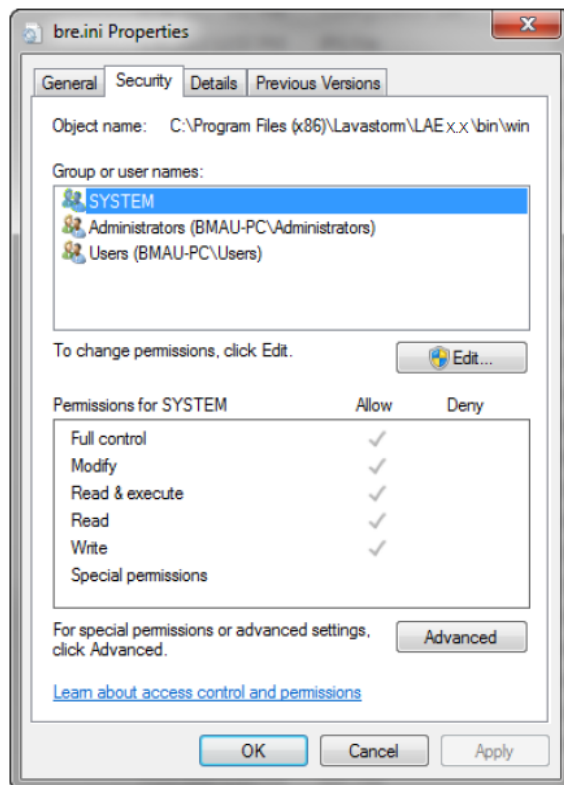 bre.ini Properties
General Security Details Previous Versions
Object name: C:\Program Files (x86)\Lavastorm\LAEx.x\bin\win
Group or user names:
SYSTEM
Administrators (BMAU-PC\Administrators)
Users (BMAU-PC\Users)
To change permissions, click Edit.
Edit...
Permissions for SYSTEM Allow Deny
Full control
Modify
Read & execute
Read
Write
Special permissions
For special permissions or advanced settings,
click Advanced.
Advanced
Learn about access control and permissions
OK Cancel Apply